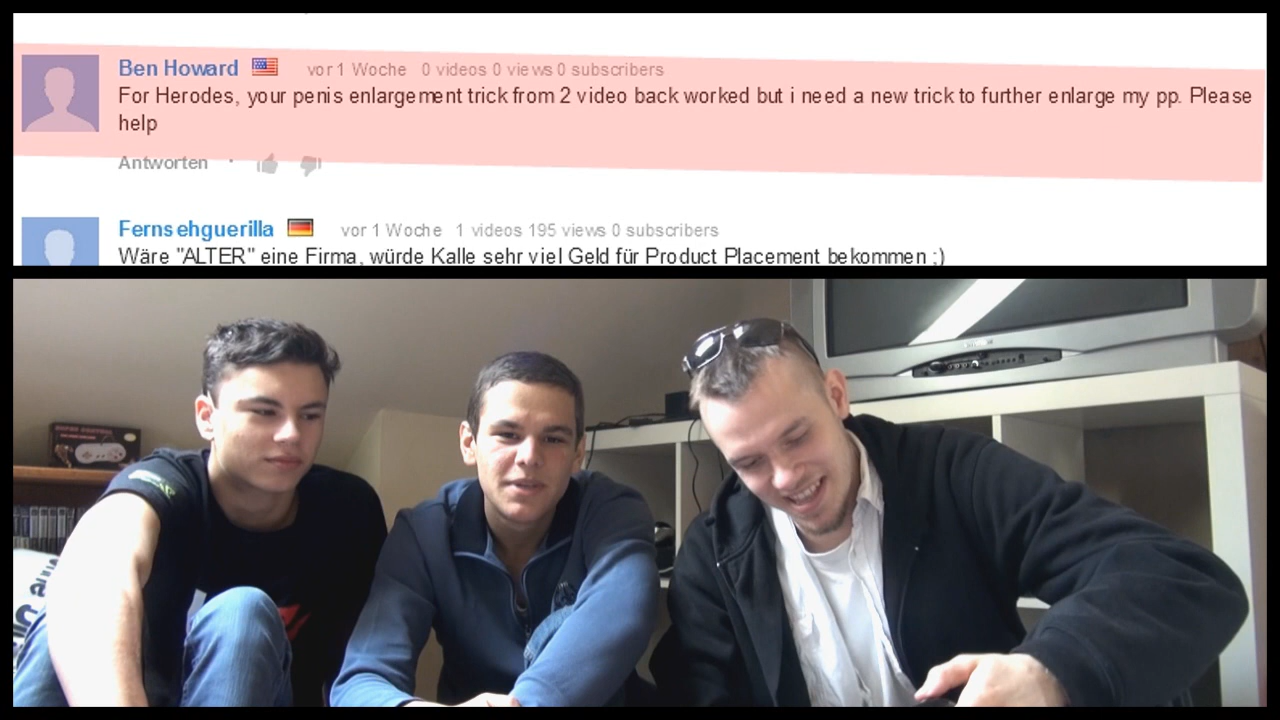 Ben Howard vor 1 Woche 0 videos 0 views 0 subscribers
For Herodes, your penis enlargement trick from 2 video back worked but i need a new trick to further enlarge my pp. Please
help
Antworten ·
Fernsehguerilla vor 1 Woche 1 videos 195 views 0 subscribers
Wäre "ALTER" eine Firma, würde Kalle sehr viel Geld für Product Placement bekommen ;)